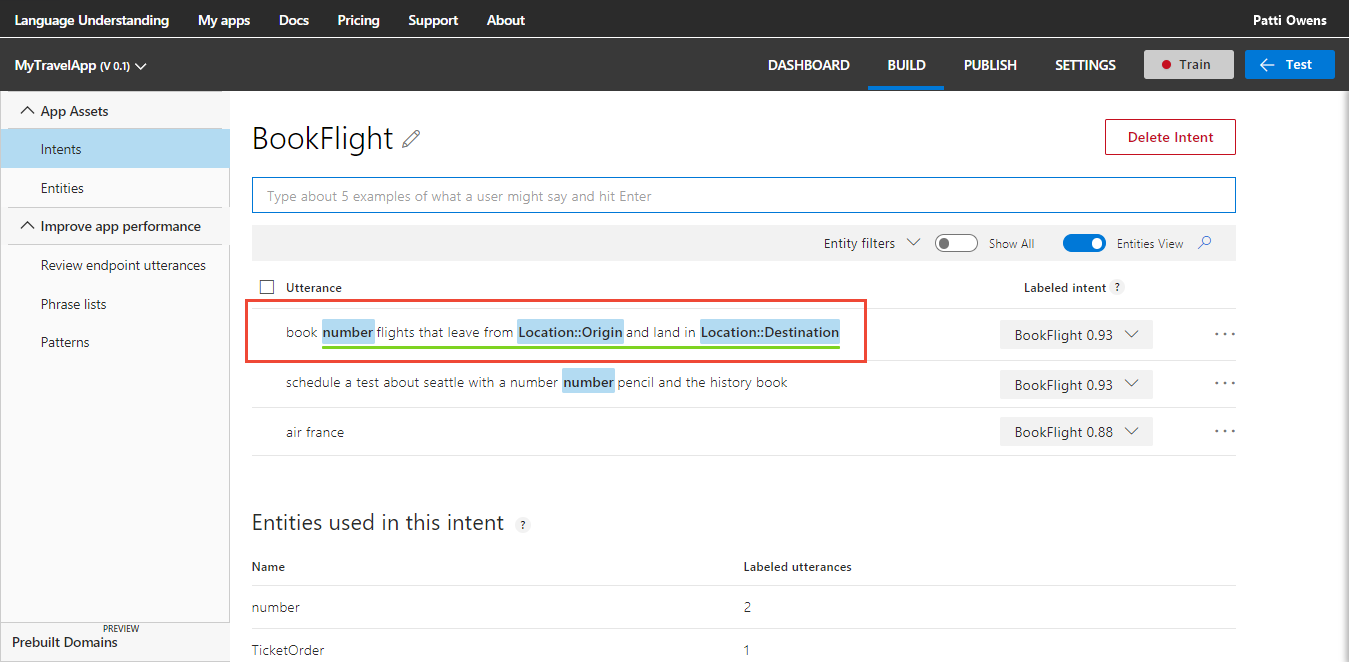 Language Understanding My apps Docs Pricing Support About Patti Owens
MyTravelApp (V 0.1) DASHBOARD BUILD PUBLISH SETTINGS Train Test
App Assets
Intents
Entities
Improve app performance
Review endpoint utterances
Phrase lists
Patterns
PREVIEW
Prebuilt Domains
BookFlight Delete Intent
Type about 5 examples of what a user might say and hit Enter
Entity filters Show All Entities View
Utterance Labeled intent ?
book number flights that leave from Location::Origin and land in Location::Destination BookFlight 0.93 ...
schedule a test about seattle with a number number pencil and the history book BookFlight 0.93 ...
air france BookFlight 0.88 ...
Entities used in this intent ?
Name Labeled utterances
number 2
TicketOrder 1